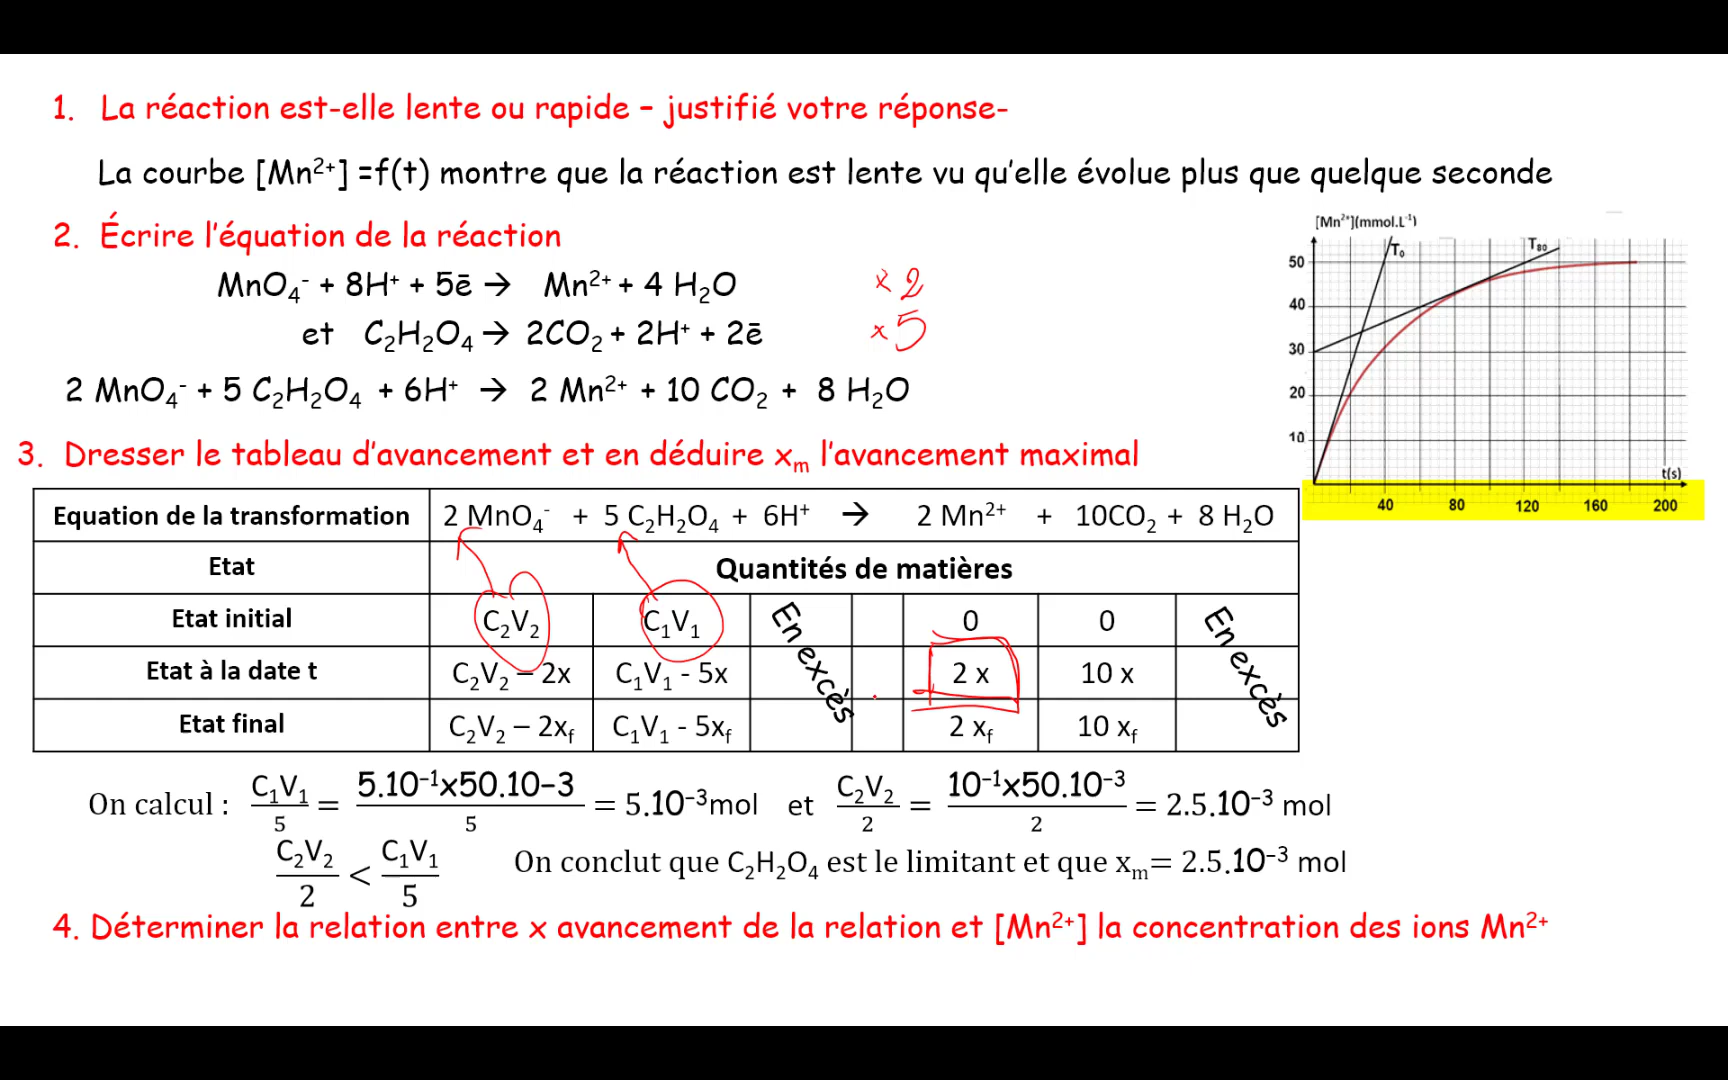 1. La réaction est-elle lente ou rapide – justifié votre réponse-
La courbe [Mn²⁺] =f(t) montre que la réaction est lente vu qu'elle évolue plus que quelque seconde
2. Écrire l'équation de la réaction
MnO₄⁻ + 8H⁺ + 5ē → Mn²⁺ + 4 H₂O × 2
et C₂H₂O₄ → 2CO₂ + 2H⁺ + 2ē × 5
2 MnO₄⁻ + 5 C₂H₂O₄ + 6H⁺ → 2 Mn²⁺ + 10 CO₂ + 8 H₂O
[Mn²⁺](mmol.L⁻¹)
T₀
T₈₀
50
40
30
20
10
t(s)
40 80 120 160 200
3. Dresser le tableau d'avancement et en déduire xₘ l'avancement maximal
Equation de la transformation 2 MnO₄⁻ + 5 C₂H₂O₄ + 6H⁺ → 2 Mn²⁺ + 10CO₂ + 8 H₂O
Etat Quantités de matières
Etat initial C₂V₂ C₁V₁ En excès 0 0 En excès
Etat à la date t C₂V₂ – 2x C₁V₁ - 5x 2 x 10 x
Etat final C₂V₂ – 2x_f C₁V₁ - 5x_f 2 x_f 10 x_f
On calcul : C₁V₁/5 = 5.10⁻¹x50.10−3/5 = 5.10⁻³mol et C₂V₂/2 = 10⁻¹x50.10⁻³/2 = 2.5.10⁻³ mol
C₂V₂/2 < C₁V₁/5 On conclut que C₂H₂O₄ est le limitant et que xₘ= 2.5.10⁻³ mol
4. Déterminer la relation entre x avancement de la relation et [Mn²⁺] la concentration des ions Mn²⁺